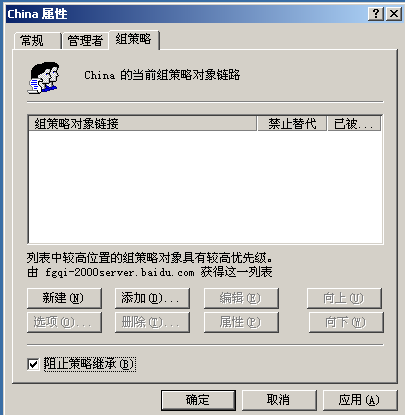 China 属性
常规 管理者 组策略
China 的当前组策略对象链路
组策略对象链接 禁止替代 已被...
列表中较高位置的组策略对象具有较高优先级。
由 fgqi-2000server.baidu.com 获得这一列表
新建(N) 添加(D)... 编辑(E) 向上(U)
选项(O)... 删除(T)... 属性(P) 向下(W)
阻止策略继承(B)
确定 取消 应用(A)